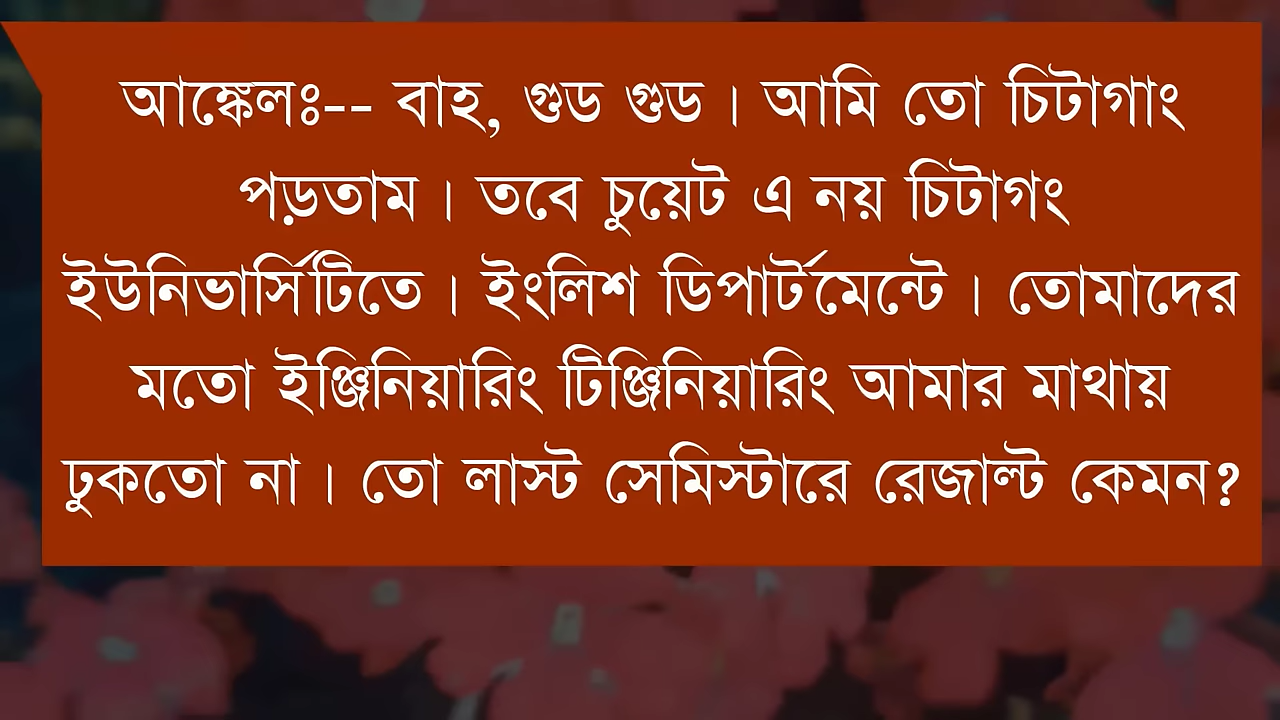 আঙ্কেলঃ-- বাহ, গুড গুড । আমি তো চিটাগাং
পড়তাম । তবে চুয়েট এ নয় চিটাগং
ইউনিভার্সিটিতে । ইংলিশ ডিপার্টমেন্টে । তোমাদের
মতো ইঞ্জিনিয়ারিং টিঞ্জিনিয়ারিং আমার মাথায়
ঢুকতো না । তো লাস্ট সেমিস্টারে রেজাল্ট কেমন?